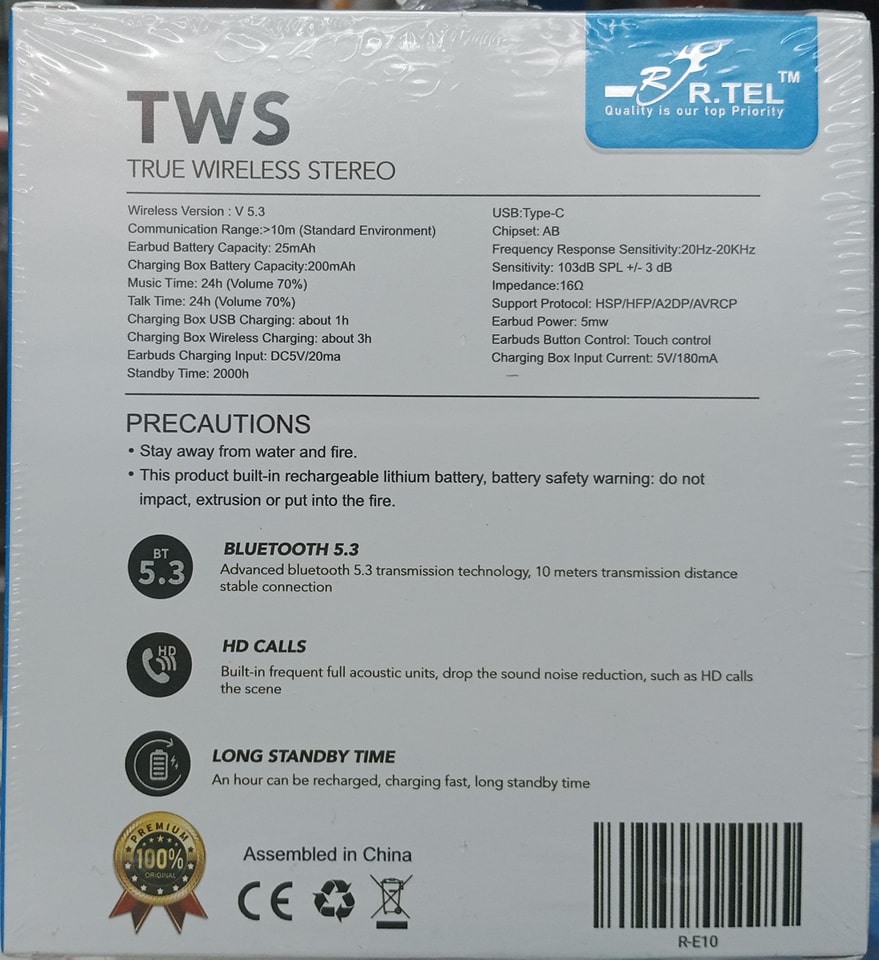 R
R.TEL TM
Quality is our top Priority
TWS
TRUE WIRELESS STEREO
Wireless Version : V 5.3
Communication Range:>10m (Standard Environment)
Earbud Battery Capacity: 25mAh
Charging Box Battery Capacity:200mAh
Music Time: 24h (Volume 70%)
Talk Time: 24h (Volume 70%)
Charging Box USB Charging: about 1h
Charging Box Wireless Charging: about 3h
Earbuds Charging Input: DC5V/20ma
Standby Time: 2000h
USB:Type-C
Chipset: AB
Frequency Response Sensitivity:20Hz-20KHz
Sensitivity: 103dB SPL +/- 3 dB
Impedance:16Ω
Support Protocol: HSP/HFP/A2DP/AVRCP
Earbud Power: 5mw
Earbuds Button Control: Touch control
Charging Box Input Current: 5V/180mA
PRECAUTIONS
• Stay away from water and fire.
• This product built-in rechargeable lithium battery, battery safety warning: do not
impact, extrusion or put into the fire.
BT
5.3
BLUETOOTH 5.3
Advanced bluetooth 5.3 transmission technology, 10 meters transmission distance
stable connection
HD
HD CALLS
Built-in frequent full acoustic units, drop the sound noise reduction, such as HD calls
the scene
LONG STANDBY TIME
An hour can be recharged, charging fast, long standby time
PREMIUM
100%
ORIGINAL
Assembled in China
CE
R-E10